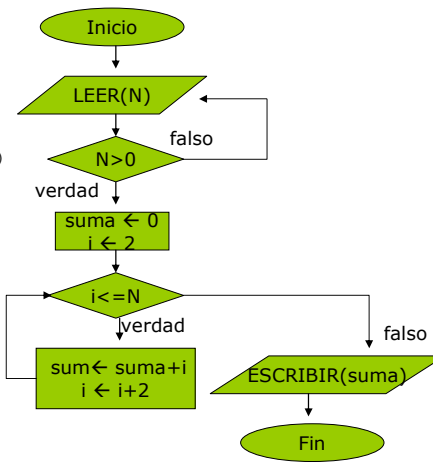 Inicio
LEER(N)
falso
N>0
)
verdad
suma ← 0
i ← 2
i<=N
verdad
falso
sum← suma+i
i ← i+2
ESCRIBIR(suma)
Fin